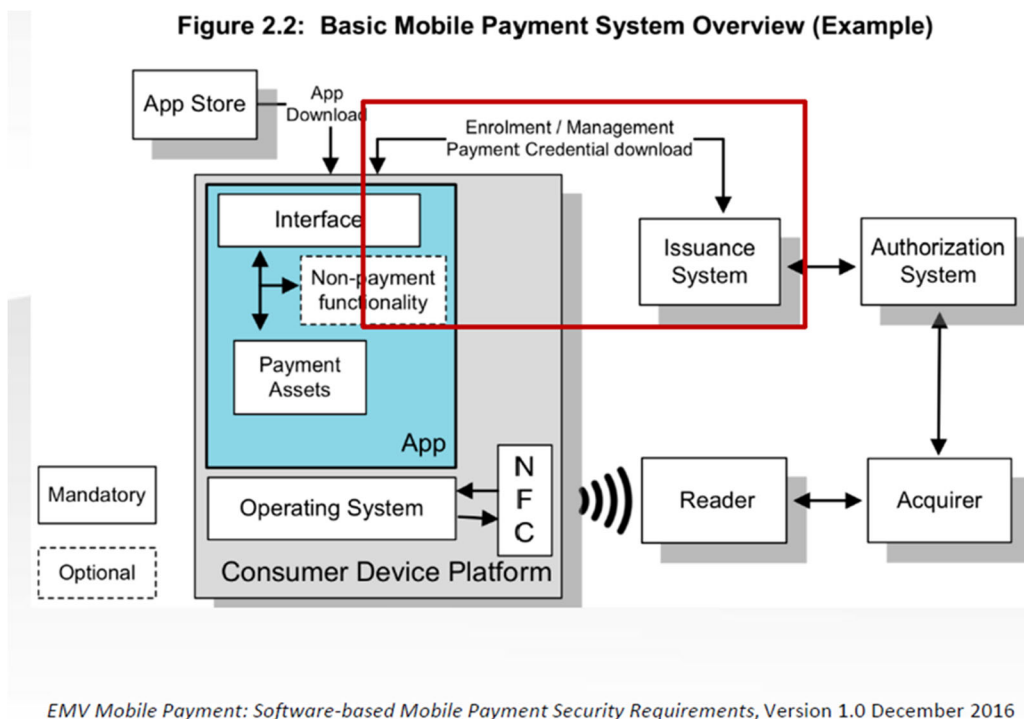 Figure 2.2: Basic Mobile Payment System Overview (Example)
App Store
App
Download
Enrolment / Management
Payment Credential download
Interface
Non-payment
functionality
Payment
Assets
App
Issuance
System
Authorization
System
Mandatory
Optional
Operating System
N
F
C
Consumer Device Platform
Reader
Acquirer
EMV Mobile Payment: Software-based Mobile Payment Security Requirements, Version 1.0 December 2016